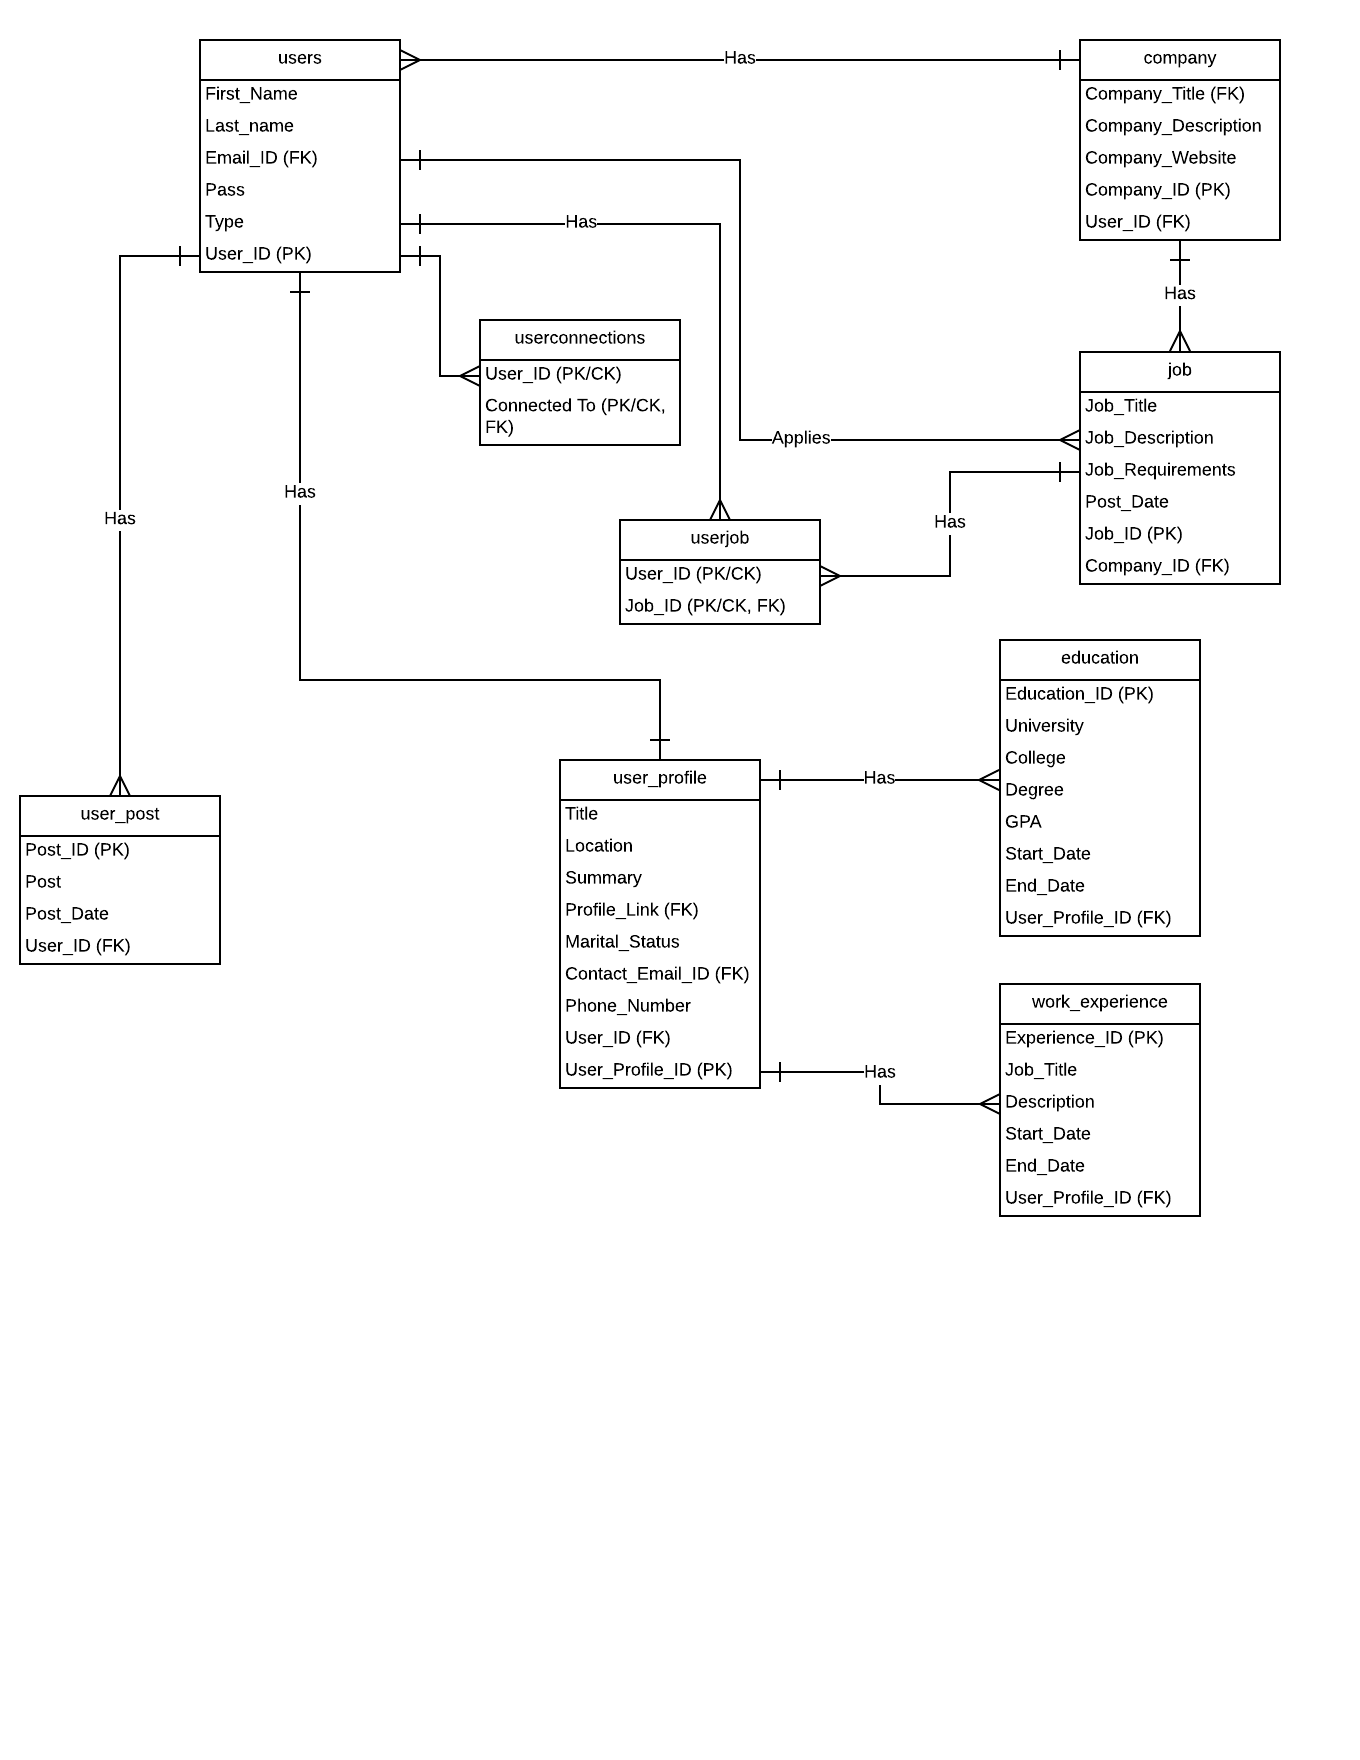 users
First_Name
Last_name
Email_ID (FK)
Pass
Type
User_ID (PK)
Has
company
Company_Title (FK)
Company_Description
Company_Website
Company_ID (PK)
User_ID (FK)
Has
Has
userconnections
User_ID (PK/CK)
Connected To (PK/CK,
FK)
job
Job_Title
Job_Description
Job_Requirements
Post_Date
Job_ID (PK)
Company_ID (FK)
Applies
Has
Has
Has
userjob
User_ID (PK/CK)
Job_ID (PK/CK, FK)
education
Education_ID (PK)
University
College
Degree
GPA
Start_Date
End_Date
User_Profile_ID (FK)
user_post
Post_ID (PK)
Post
Post_Date
User_ID (FK)
user_profile
Title
Location
Summary
Profile_Link (FK)
Marital_Status
Contact_Email_ID (FK)
Phone_Number
User_ID (FK)
User_Profile_ID (PK)
Has
Has
work_experience
Experience_ID (PK)
Job_Title
Description
Start_Date
End_Date
User_Profile_ID (FK)